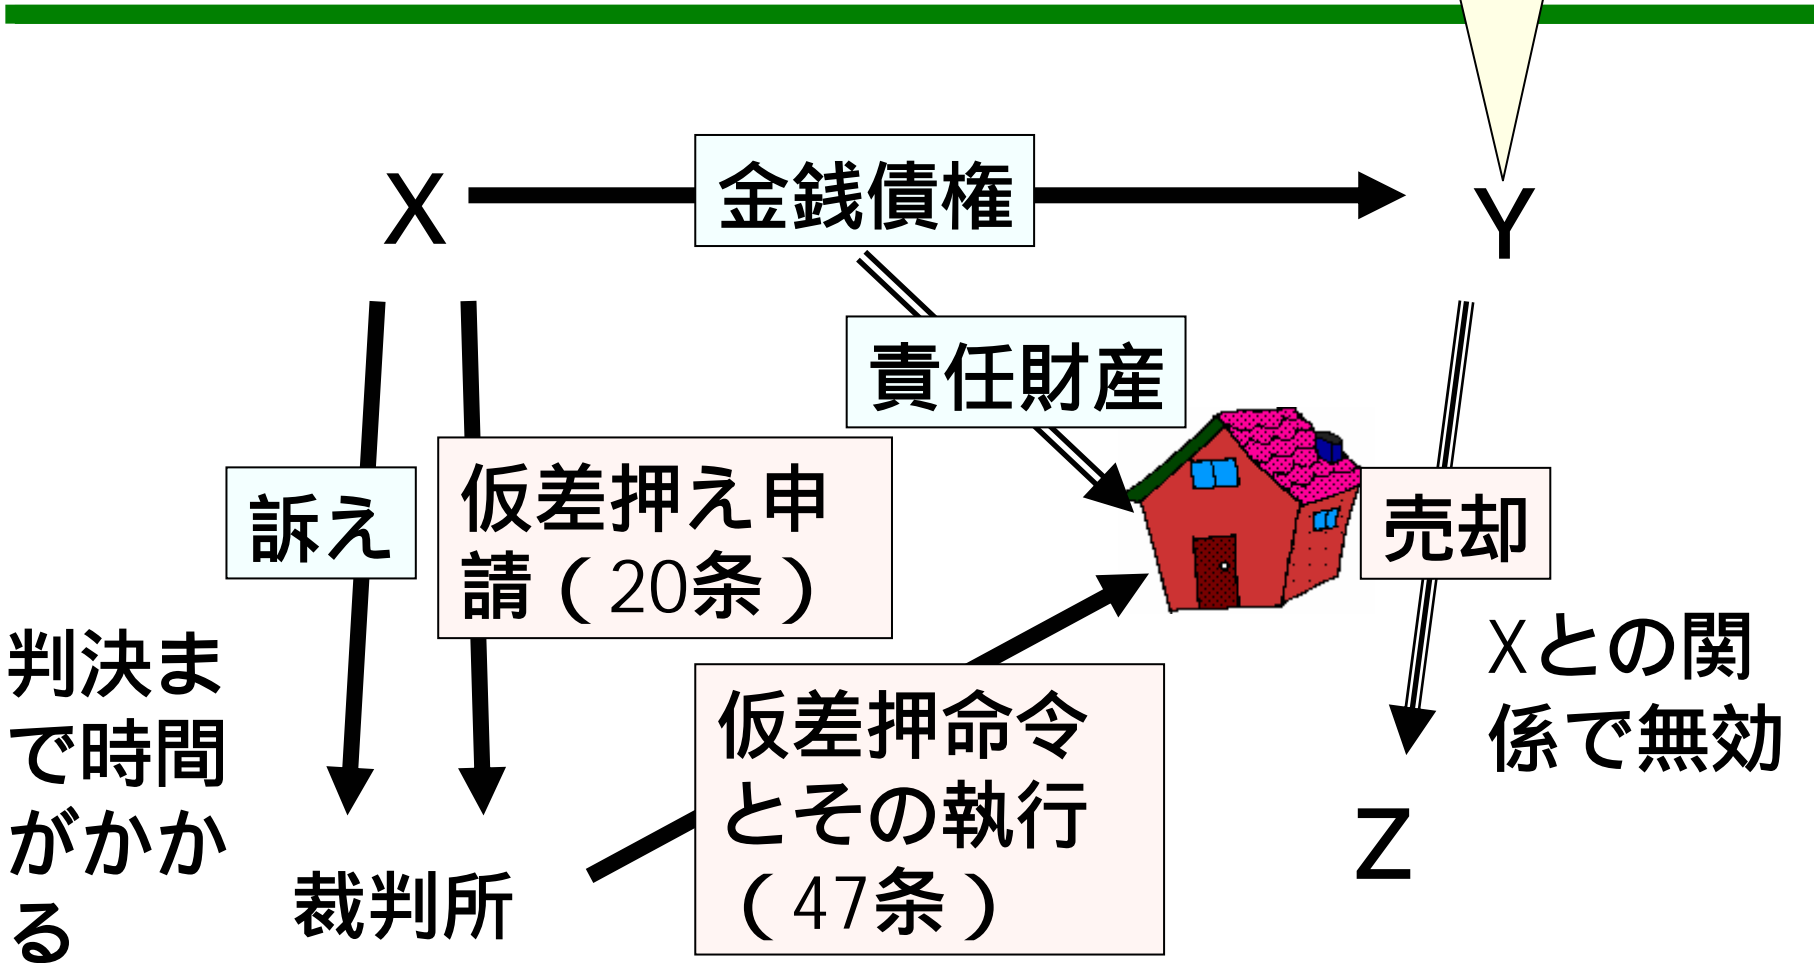 X
金銭債権
Y
責任財産
訴え
仮差押え申
請（20条）
売却
判決ま
で時間
がかか
る
Xとの関
係で無効
仮差押命令
とその執行
（47条）
裁判所
Z